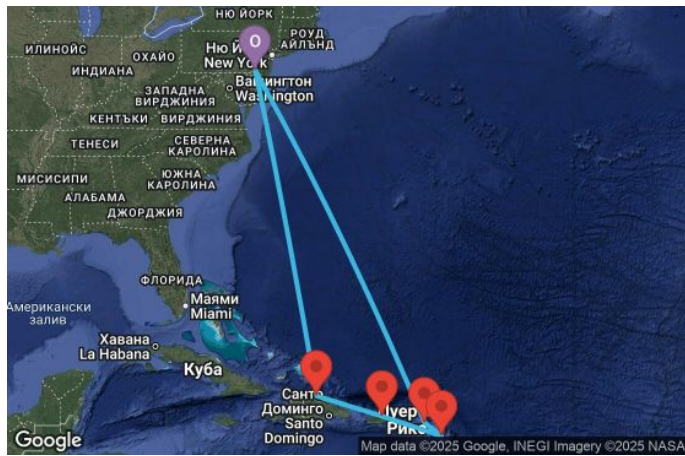 НЮ ЙОРК
РОУД
АЙЛЪНД
O
Ню Й
New York
ИЛИНОЙС
ОХАЙО
ИНДИАНА
Вашингтон
Washington
ЗАПАДНА
ВИРДЖИНИЯ
КЕНТЪКИ
ВИРДЖИНИЯ
ТЕНЕСИ
СЕВЕРНА
КАРОЛИНА
МИСИСИПИ
ЮЖНА
КАРОЛИНА
АЛАБАМА
ДЖОРДЖИЯ
ФЛОРИДА
Американски
залив
Маями
Miami
Хавана
La Habana
Куба
Санто
Доминго
Santo
Domingo
Пуер
Рико
Google
Map data ©2025 Google, INEGI Imagery ©2025 NASA